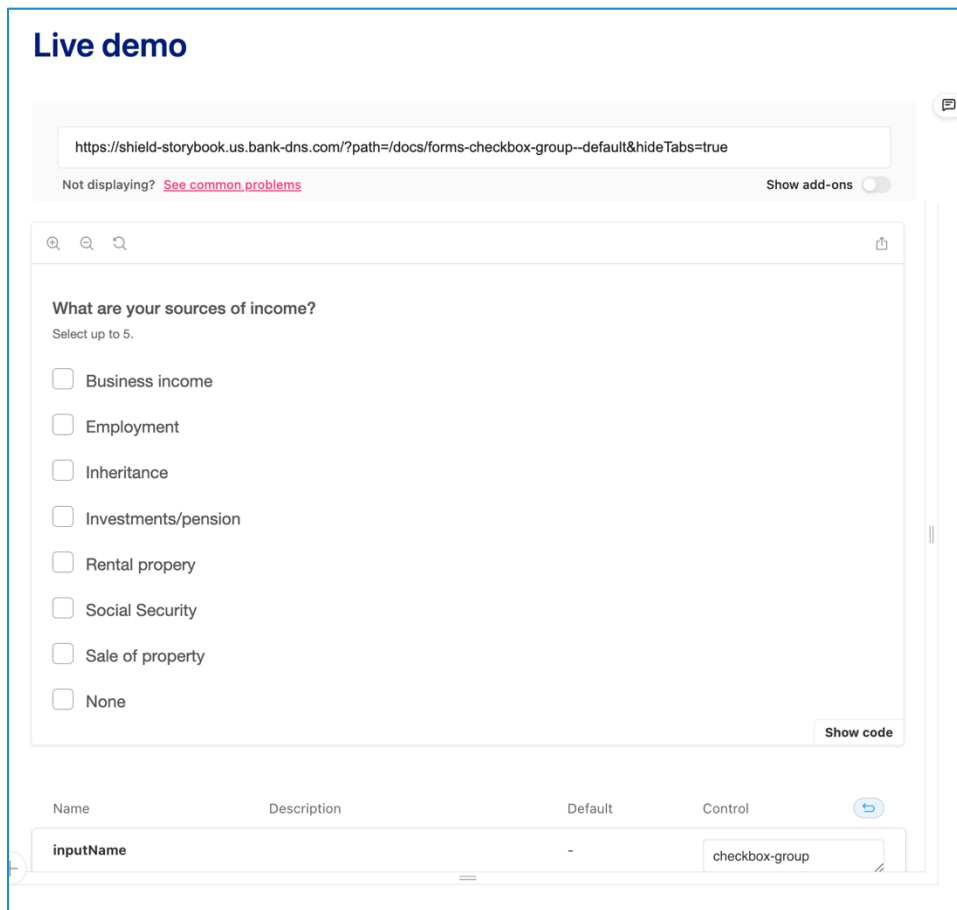 Live demo
https://shield-storybook.us.bank-dns.com/?path=/docs/forms-checkbox-group--default&hideTabs=true
Not displaying? See common problems Show add-ons
What are your sources of income?
Select up to 5.
Business income
Employment
Inheritance
Investments/pension
Rental propery
Social Security
Sale of property
None
Show code
Name Description Default Control
inputName - checkbox-group